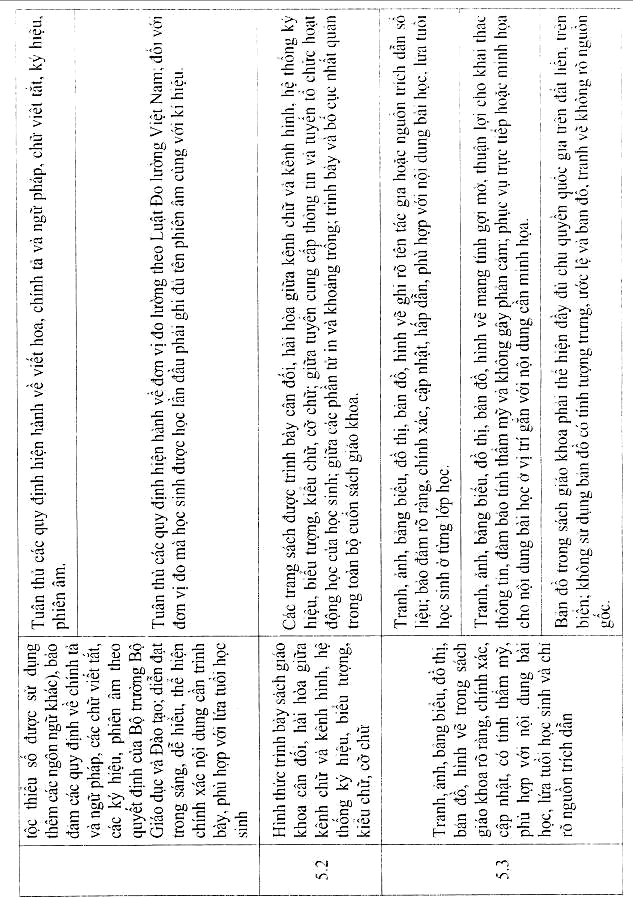 tộc thiểu số được sử dụng
thêm các ngôn ngữ khác), bảo
đảm các quy định về chính tả
và ngữ pháp, các chữ viết tắt,
các ký hiệu, phiên âm theo
quyết định của Bộ trưởng Bộ
Giáo dục và Đào tạo; diễn đạt
trong sáng, dễ hiểu, thể hiện
chính xác nội dung cần trình
bày, phù hợp với lứa tuổi học
sinh
Tuân thủ các quy định hiện hành về viết hoa, chính tả và ngữ pháp, chữ viết tắt, ký hiệu,
phiên âm.
Tuân thủ các quy định hiện hành về đơn vị đo lường theo Luật Đo lường Việt Nam; đối với
đơn vị đo mà học sinh được học lần đầu phải ghi đủ tên phiên âm cùng với kí hiệu.
5.2
Hình thức trình bày sách giáo
khoa cân đối, hài hòa giữa
kênh chữ và kênh hình, hệ
thống ký hiệu, biểu tượng,
kiểu chữ, cỡ chữ
Các trang sách được trình bày cân đối, hài hòa giữa kênh chữ và kênh hình, hệ thống ký
hiệu, biểu tượng, kiểu chữ, cỡ chữ; giữa tuyến cung cấp thông tin và tuyến tổ chức hoạt
động học của học sinh; giữa các phần tử in và khoảng trống; trình bày và bố cục nhất quán
trong toàn bộ cuốn sách giáo khoa.
5.3
Tranh, ảnh, bảng biểu, đồ thị,
bản đồ, hình vẽ trong sách
giáo khoa rõ ràng, chính xác,
cập nhật, có tính thẩm mỹ,
phù hợp với nội dung bài
học, lứa tuổi học sinh và chỉ
rõ nguồn trích dẫn
Tranh, ảnh, bảng biểu, đồ thị, bản đồ, hình vẽ ghi rõ tên tác giả hoặc nguồn trích dẫn số
liệu; bảo đảm rõ ràng, chính xác, cập nhật, hấp dẫn, phù hợp với nội dung bài học, lứa tuổi
học sinh ở từng lớp học.
Tranh, ảnh, bảng biểu, đồ thị, bản đồ, hình vẽ mang tính gợi mở, thuận lợi cho khai thác
thông tin, đảm bảo tính thẩm mỹ và không gây phản cảm; phục vụ trực tiếp hoặc minh họa
cho nội dung bài học ở vị trí gần với nội dung cần minh họa.
Bản đồ trong sách giáo khoa phải thể hiện đầy đủ chủ quyền quốc gia trên đất liền, trên
biển; không sử dụng bản đồ có tính tượng trưng, ước lệ và bản đồ, tranh vẽ không rõ nguồn
gốc.